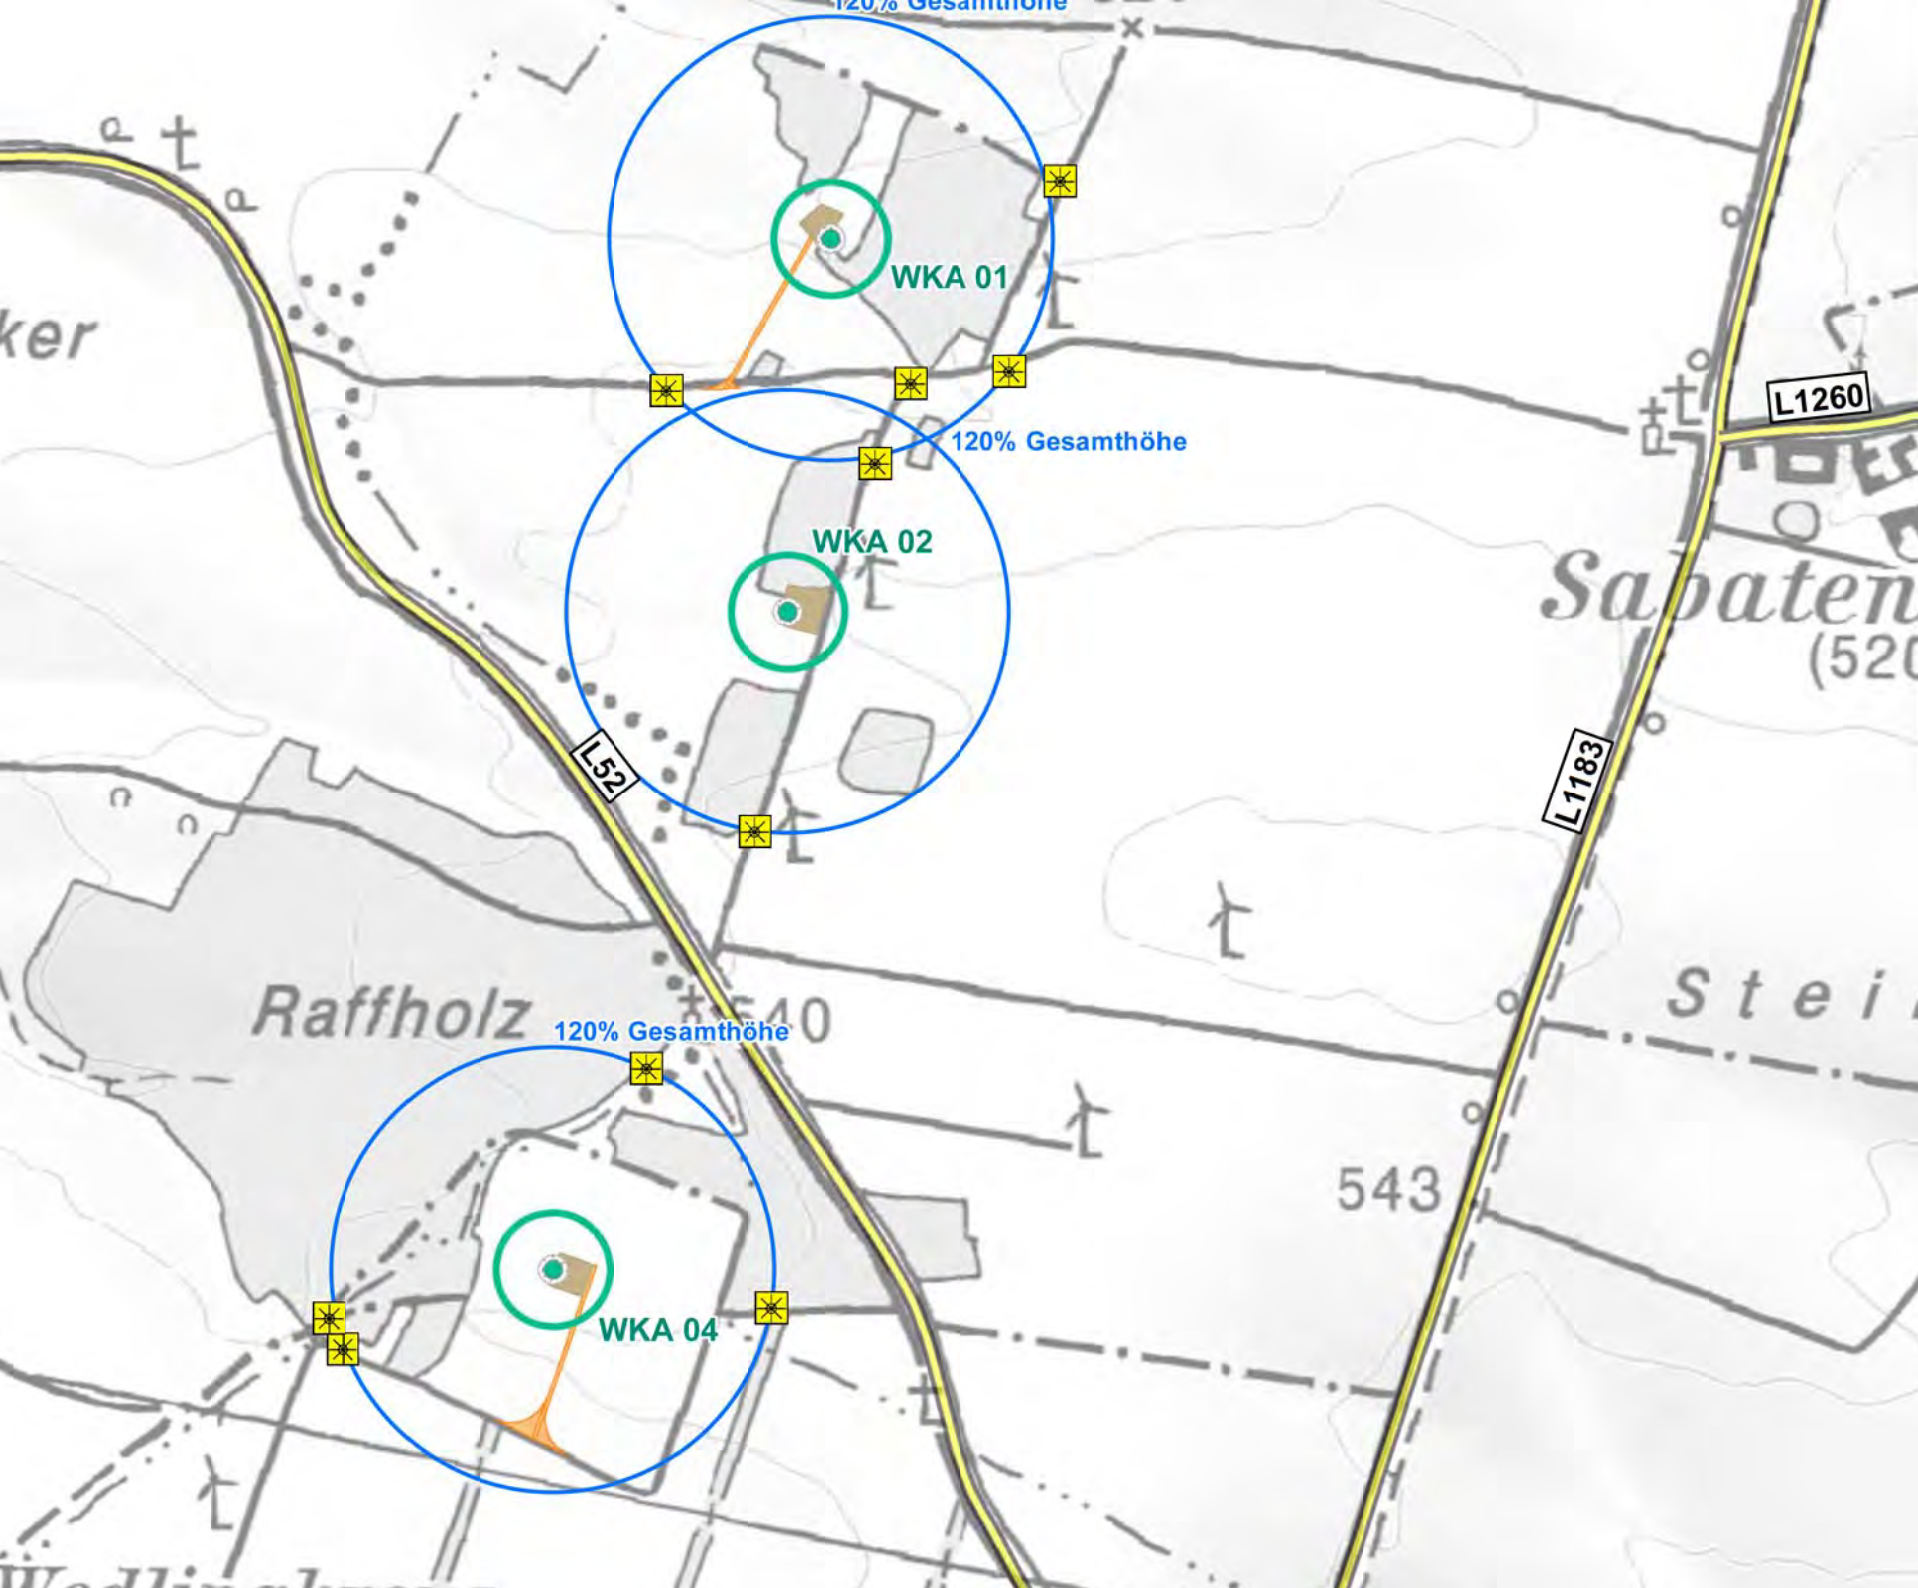 120% Gesamthöhe
WKA 01
ker
L1260
120% Gesamthöhe
WKA 02
(520
L52
L1183
Raffholz
540
120% Gesamthöhe
Stei
543
WKA 04